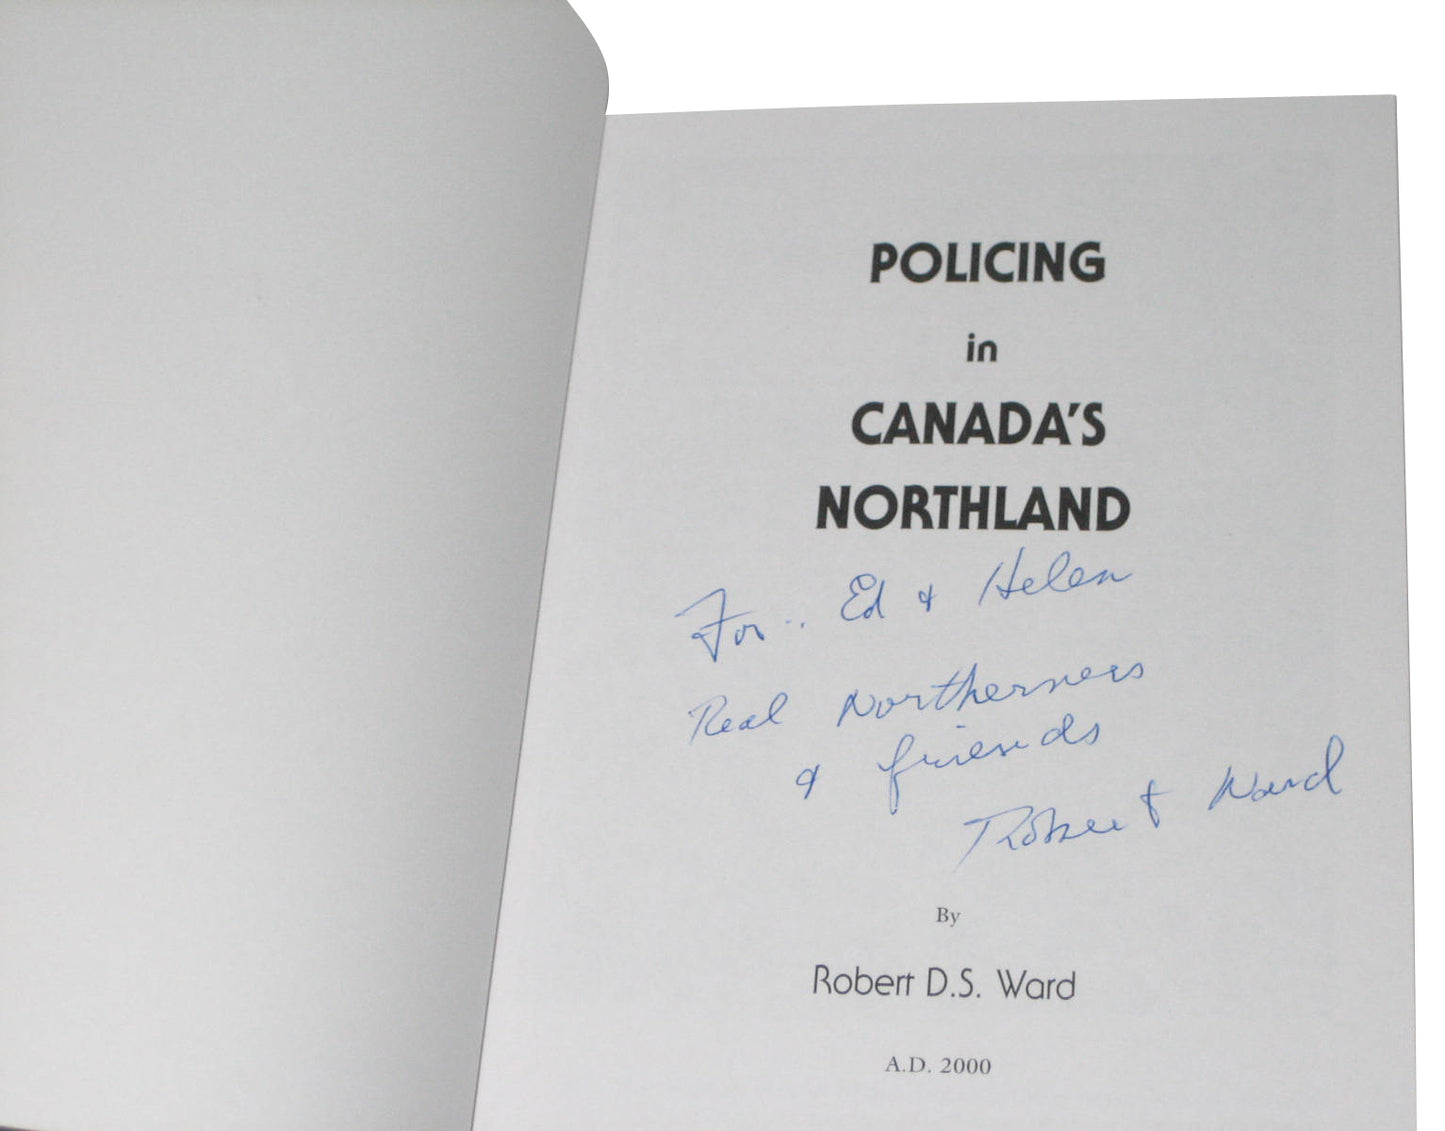 POLICING
in
CANADA'S
NORTHLAND
For.. Ed & Helen
Real Northerners
& friends
Robert Ward
By
Robert D.S. Ward
A.D. 2000